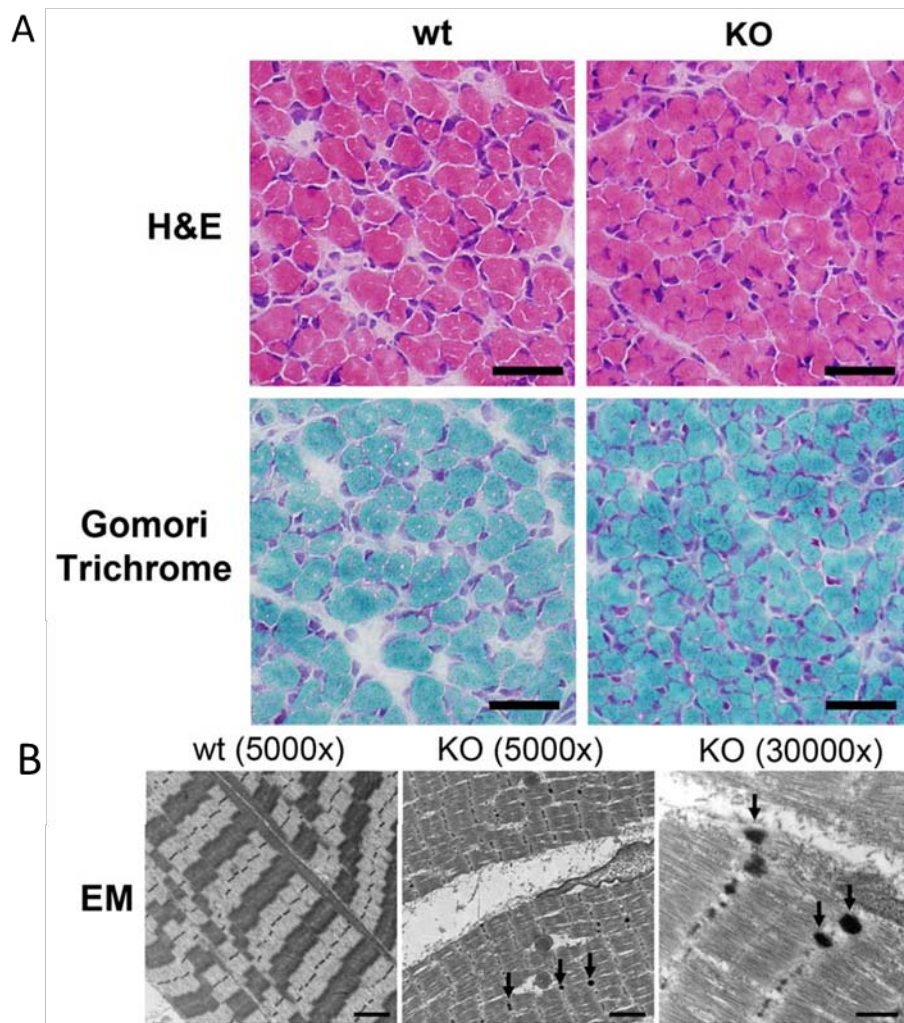 A
wt KO
H&E
Gomori
Trichrome
B
wt (5000x) KO (5000x) KO (30000x)
EM